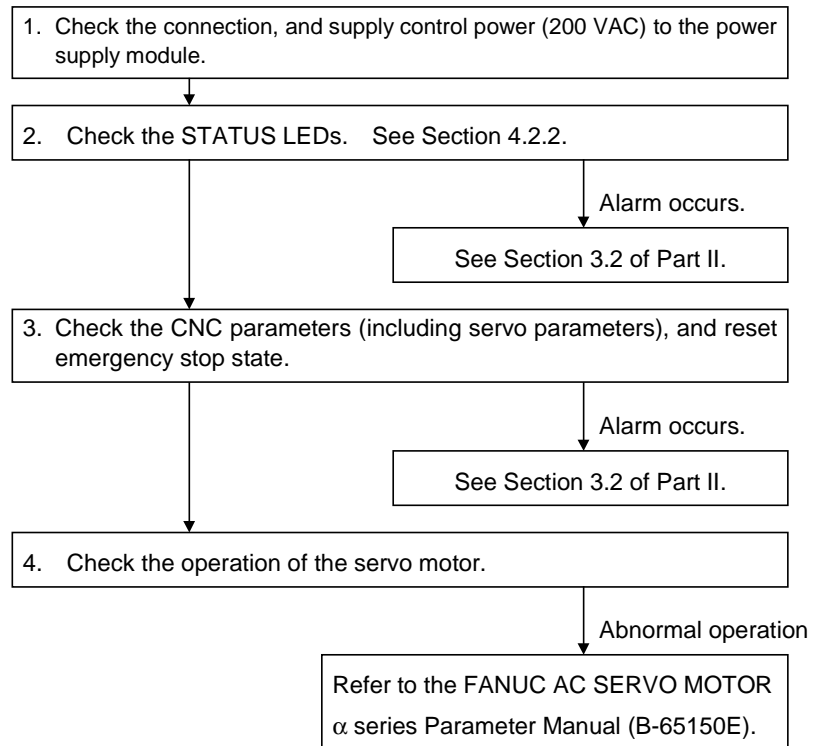 1. Check the connection, and supply control power (200 VAC) to the power
supply module.
2. Check the STATUS LEDs. See Section 4.2.2.
Alarm occurs.
See Section 3.2 of Part II.
3. Check the CNC parameters (including servo parameters), and reset
emergency stop state.
Alarm occurs.
See Section 3.2 of Part II.
4. Check the operation of the servo motor.
Abnormal operation
Refer to the FANUC AC SERVO MOTOR
α series Parameter Manual (B-65150E).